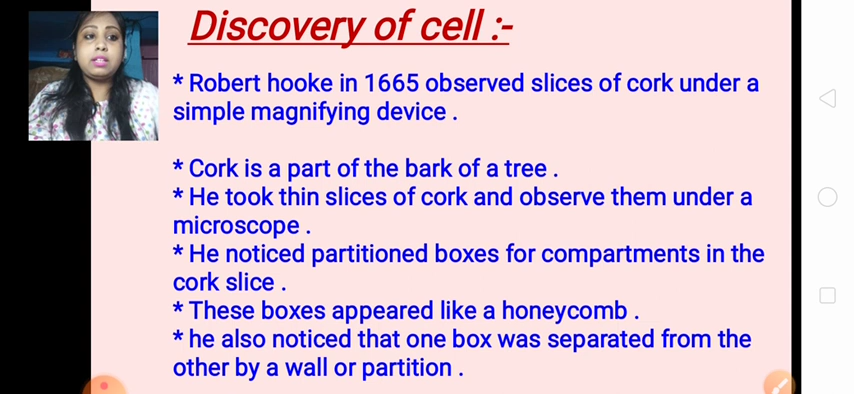 Discovery of cell :-
* Robert hooke in 1665 observed slices of cork under a
simple magnifying device .
* Cork is a part of the bark of a tree .
* He took thin slices of cork and observe them under a
microscope .
* He noticed partitioned boxes for compartments in the
cork slice .
* These boxes appeared like a honeycomb .
* he also noticed that one box was separated from the
other by a wall or partition .